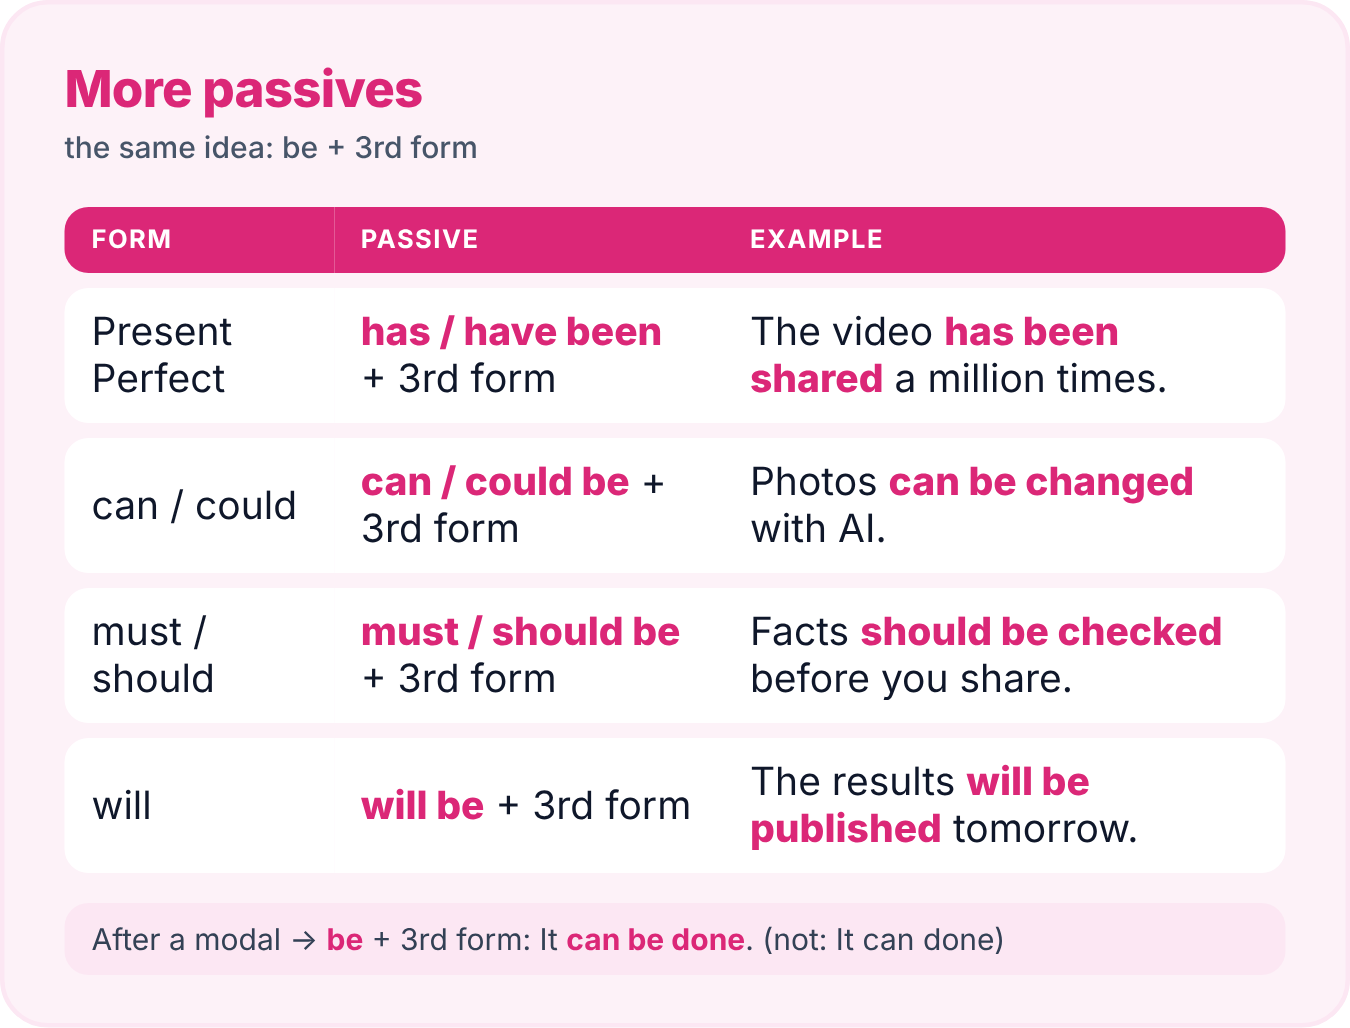 More passives
the same idea: be + 3rd form
FORM PASSIVE EXAMPLE
Present
Perfect
has / have been
+ 3rd form
The video has been
shared a million times.
can / could
can / could be +
3rd form
Photos can be changed
with AI.
must /
should
must / should be
+ 3rd form
Facts should be checked
before you share.
will
will be + 3rd form
The results will be
published tomorrow.
After a modal → be + 3rd form: It can be done. (not: It can done)